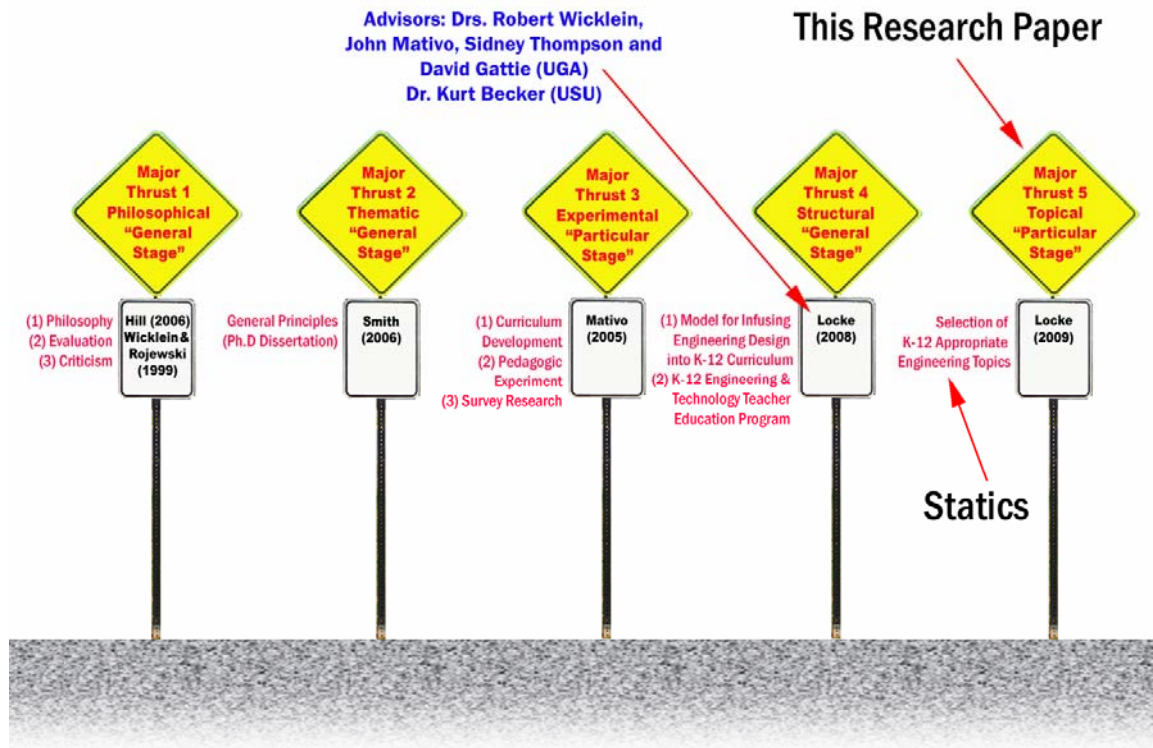 Advisors: Drs. Robert Wicklein,
John Mativo, Sidney Thompson and
David Gattie (UGA)
Dr. Kurt Becker (USU)
This Research Paper
Major
Thrust 1
Philosophical
“General
Stage”
Major
Thrust 2
Thematic
“General
Stage”
Major
Thrust 3
Experimental
“Particular
Stage”
Major
Thrust 4
Structural
“General
Stage”
Major
Thrust 5
Topical
“Particular
Stage”
(1) Philosophy
(2) Evaluation
(3) Criticism
Hill (2006)
Wicklein &
Rojewski
(1999)
General Principles
(Ph.D Dissertation)
Smith
(2006)
(1) Curriculum
Development
(2) Pedagogic
Experiment
(3) Survey Research
Mativo
(2005)
(1) Model for Infusing
Engineering Design
into K-12 Curriculum
(2) K-12 Engineering &
Technology Teacher
Education Program
Locke
(2008)
Selection of
K-12 Appropriate
Engineering Topics
Locke
(2009)
Statics